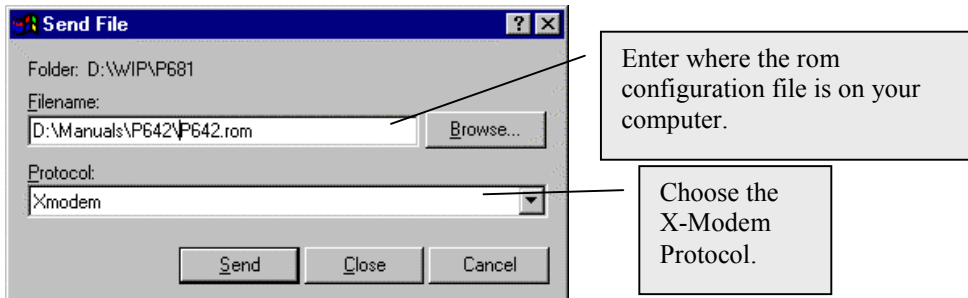 Send File
Folder: D:\WIP\P681
Filename:
D:\Manuals\P642\P642.rom
Browse...
Protocol:
Xmodem
Send
Close
Cancel
Enter where the rom
configuration file is on your
computer.
Choose the
X-Modem
Protocol.